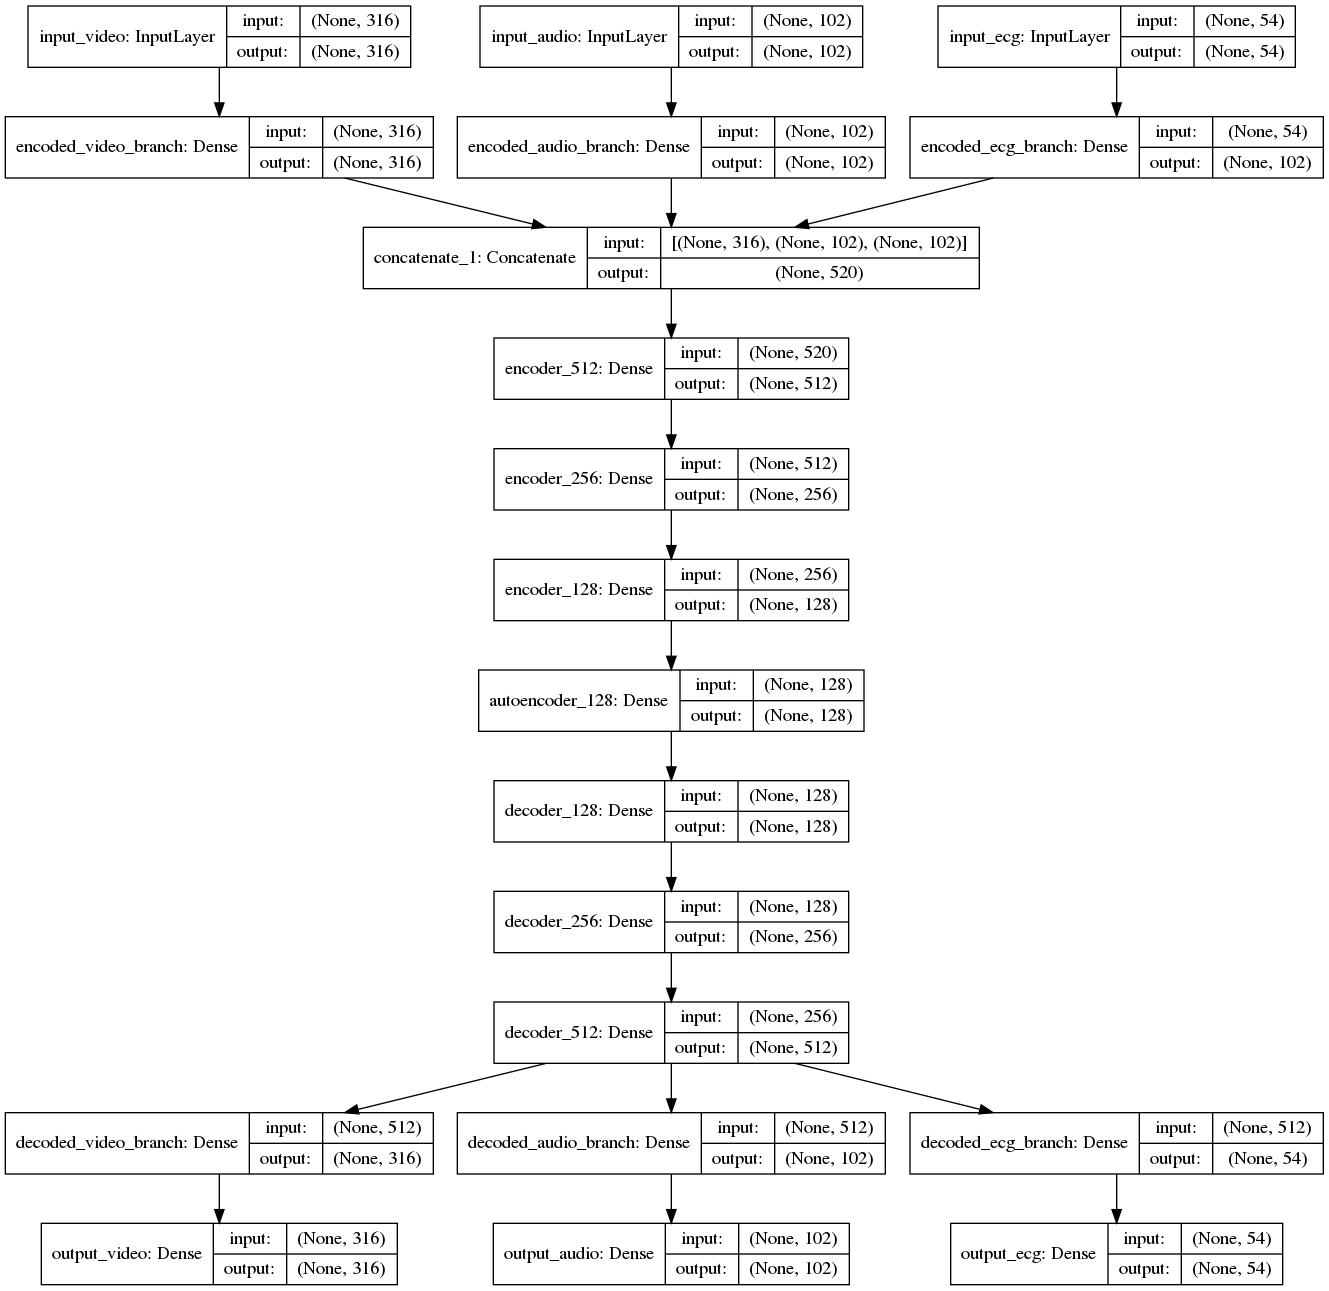 input_video: InputLayer
input: (None, 316)
output: (None, 316)
input_audio: InputLayer
input: (None, 102)
output: (None, 102)
input_ecg: InputLayer
input: (None, 54)
output: (None, 54)
encoded_video_branch: Dense
input: (None, 316)
output: (None, 316)
encoded_audio_branch: Dense
input: (None, 102)
output: (None, 102)
encoded_ecg_branch: Dense
input: (None, 54)
output: (None, 102)
concatenate_1: Concatenate
input: [(None, 316), (None, 102), (None, 102)]
output: (None, 520)
encoder_512: Dense
input: (None, 520)
output: (None, 512)
encoder_256: Dense
input: (None, 512)
output: (None, 256)
encoder_128: Dense
input: (None, 256)
output: (None, 128)
autoencoder_128: Dense
input: (None, 128)
output: (None, 128)
decoder_128: Dense
input: (None, 128)
output: (None, 128)
decoder_256: Dense
input: (None, 128)
output: (None, 256)
decoder_512: Dense
input: (None, 256)
output: (None, 512)
decoded_video_branch: Dense
input: (None, 512)
output: (None, 316)
decoded_audio_branch: Dense
input: (None, 512)
output: (None, 102)
decoded_ecg_branch: Dense
input: (None, 512)
output: (None, 54)
output_video: Dense
input: (None, 316)
output: (None, 316)
output_audio: Dense
input: (None, 102)
output: (None, 102)
output_ecg: Dense
input: (None, 54)
output: (None, 54)